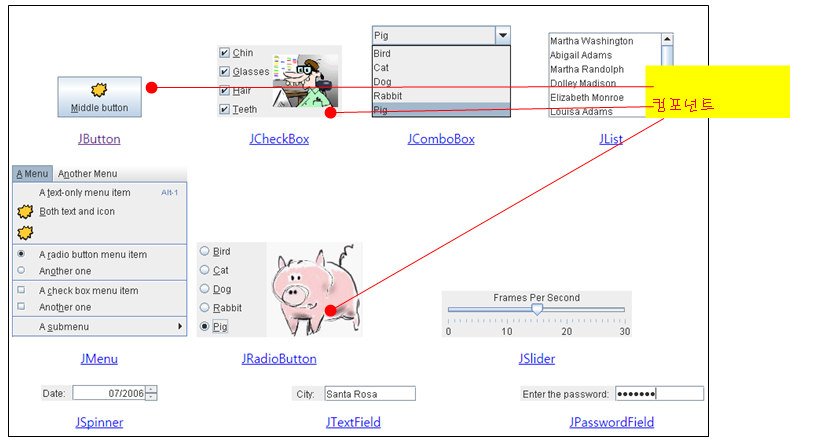 Middle button
JButton
Chin
Glasses
Hair
Teeth
JCheckBox
Pig
Bird
Cat
Dog
Rabbit
Pig
JComboBox
Martha Washington
Abigail Adams
Martha Randolph
Dolley Madison
Elizabeth Monroe
Louisa Adams
JList
컴포넌트
A Menu Another Menu
A text-only menu item Alt-1
Both text and icon
A radio button menu item
Another one
A check box menu item
Another one
A submenu
JMenu
Bird
Cat
Dog
Rabbit
Pig
JRadioButton
Frames Per Second
0 10 20 30
JSlider
Date: 07/2006
JSpinner
City: Santa Rosa
JTextField
Enter the password: •••••••
JPasswordField